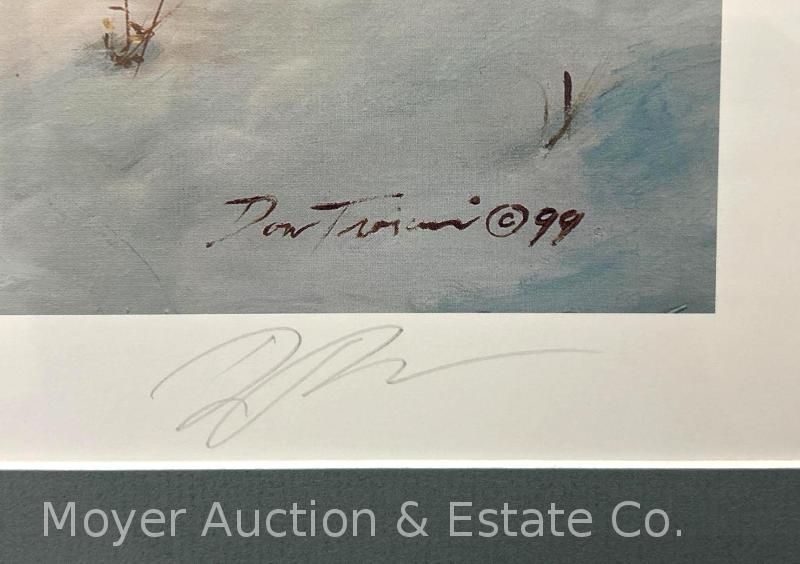 Don Troiani © 99
Moyer Auction & Estate Co.